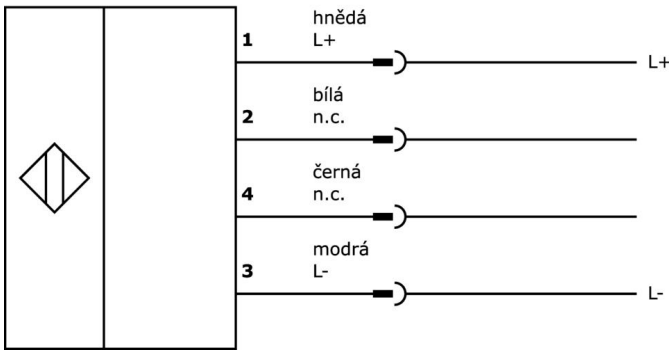 hnědá
1 L+
L+
bílá
2 n.c.
černá
4 n.c.
modrá
3 L-
L-